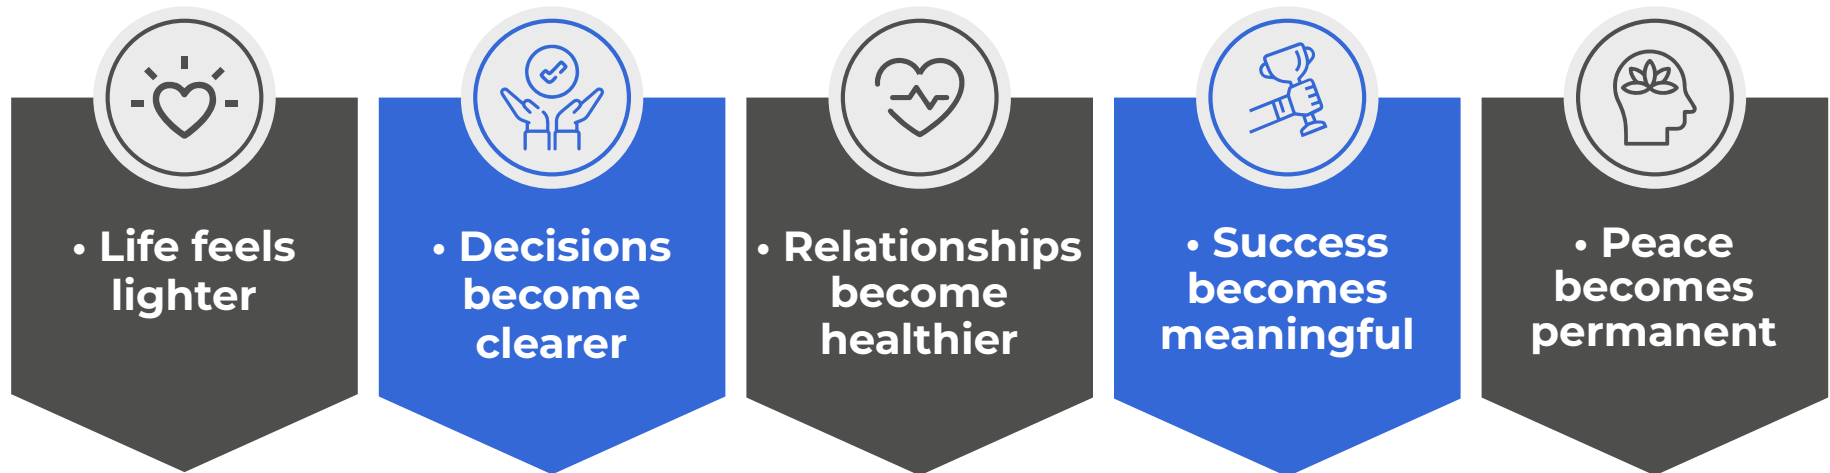 • Life feels
lighter
• Decisions
become
clearer
• Relationships
become
healthier
• Success
becomes
meaningful
• Peace
becomes
permanent